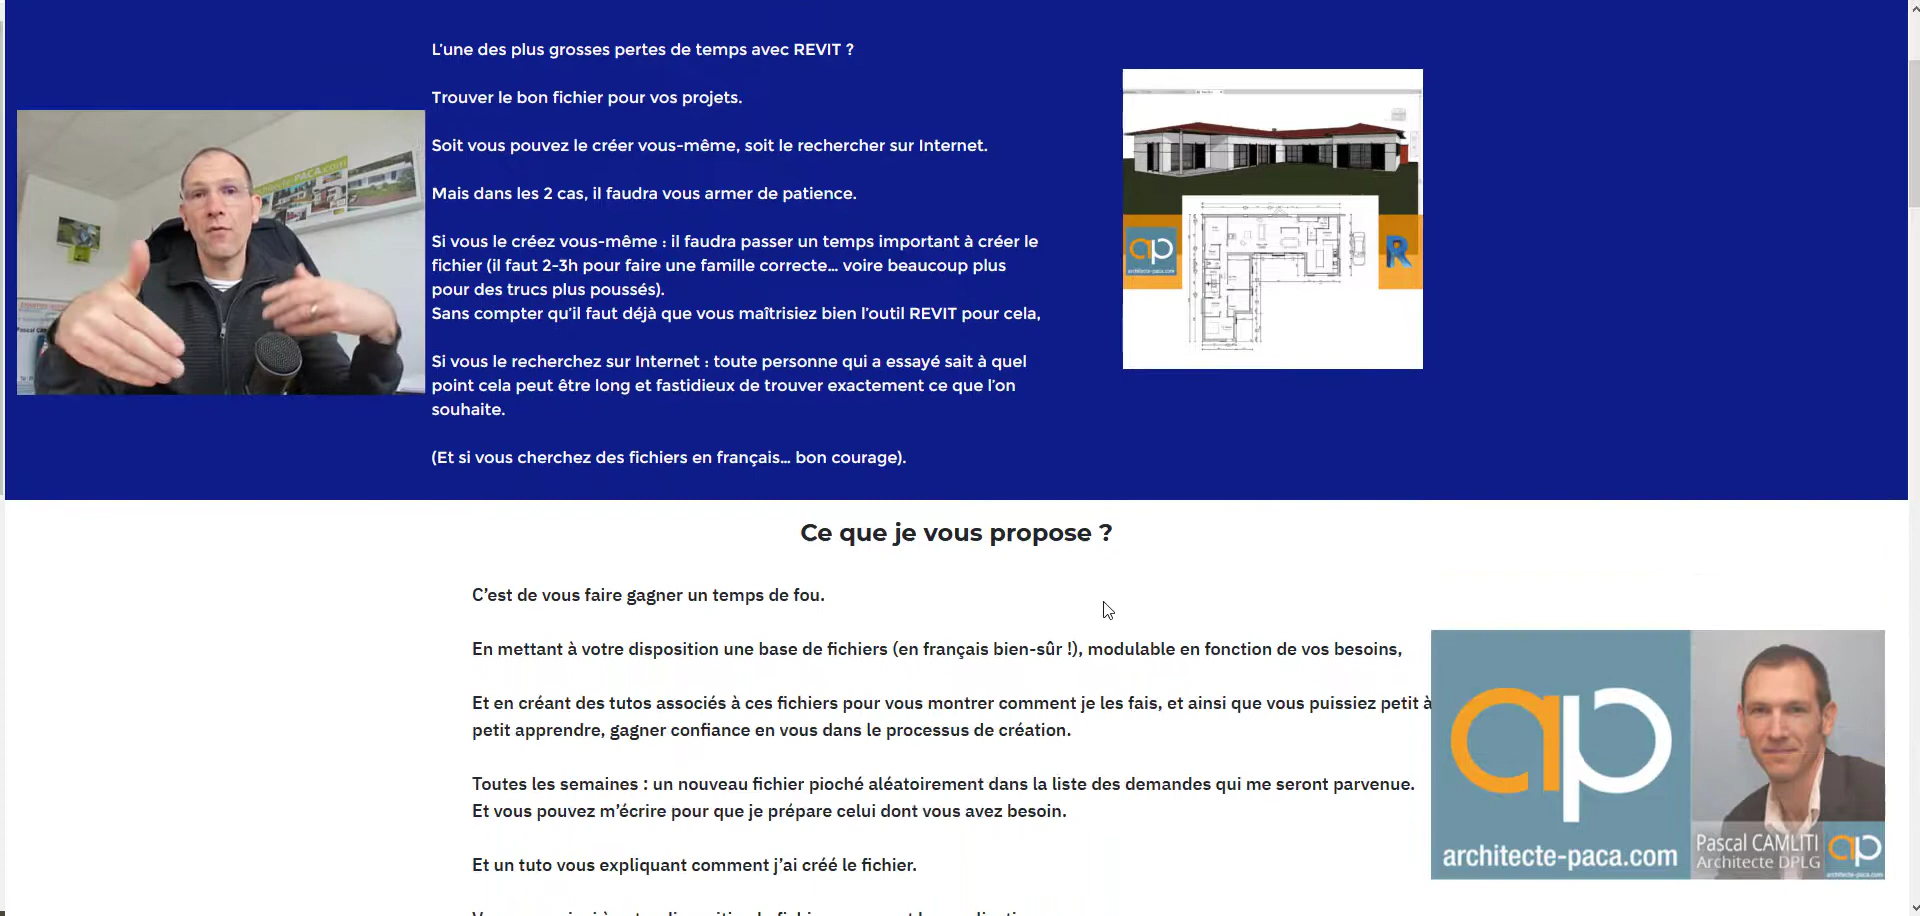 L'une des plus grosses pertes de temps avec REVIT ?
Trouver le bon fichier pour vos projets.
Soit vous pouvez le créer vous-même, soit le rechercher sur Internet.
Mais dans les 2 cas, il faudra vous armer de patience.
Si vous le créez vous-même : il faudra passer un temps important à créer le
fichier (il faut 2-3h pour faire une famille correcte... voire beaucoup plus
pour des trucs plus poussés).
Sans compter qu'il faut déjà que vous maîtrisiez bien l'outil REVIT pour cela,
Si vous le recherchez sur Internet : toute personne qui a essayé sait à quel
point cela peut être long et fastidieux de trouver exactement ce que l'on
souhaite.
(Et si vous cherchez des fichiers en français... bon courage).
PACA.com
ap
architecte-paca.com
R
Ce que je vous propose ?
C'est de vous faire gagner un temps de fou.
En mettant à votre disposition une base de fichiers (en français bien-sûr !), modulable en fonction de vos besoins,
Et en créant des tutos associés à ces fichiers pour vous montrer comment je les fais, et ainsi que vous puissiez petit à
petit apprendre, gagner confiance en vous dans le processus de création.
Toutes les semaines : un nouveau fichier pioché aléatoirement dans la liste des demandes qui me seront parvenue.
Et vous pouvez m'écrire pour que je prépare celui dont vous avez besoin.
Et un tuto vous expliquant comment j'ai créé le fichier.
ap
architecte-paca.com
Pascal CAMLITI
Architecte DPLG
ap
architecte-paca.com